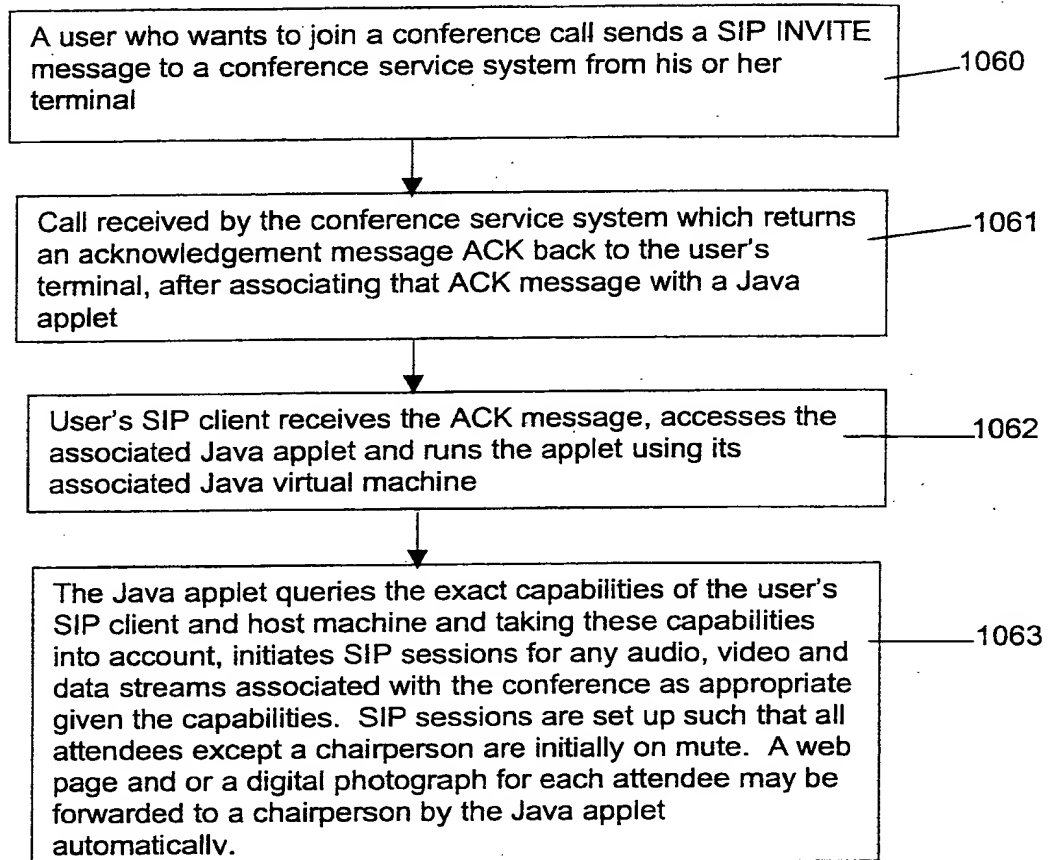 A user who wants to join a conference call sends a SIP INVITE
message to a conference service system from his or her
terminal
1060
Call received by the conference service system which returns
an acknowledgement message ACK back to the user's
terminal, after associating that ACK message with a Java
applet
1061
User's SIP client receives the ACK message, accesses the
associated Java applet and runs the applet using its
associated Java virtual machine
1062
The Java applet queries the exact capabilities of the user's
SIP client and host machine and taking these capabilities
into account, initiates SIP sessions for any audio, video and
data streams associated with the conference as appropriate
given the capabilities. SIP sessions are set up such that all
attendees except a chairperson are initially on mute. A web
page and or a digital photograph for each attendee may be
forwarded to a chairperson by the Java applet
automatically.
1063